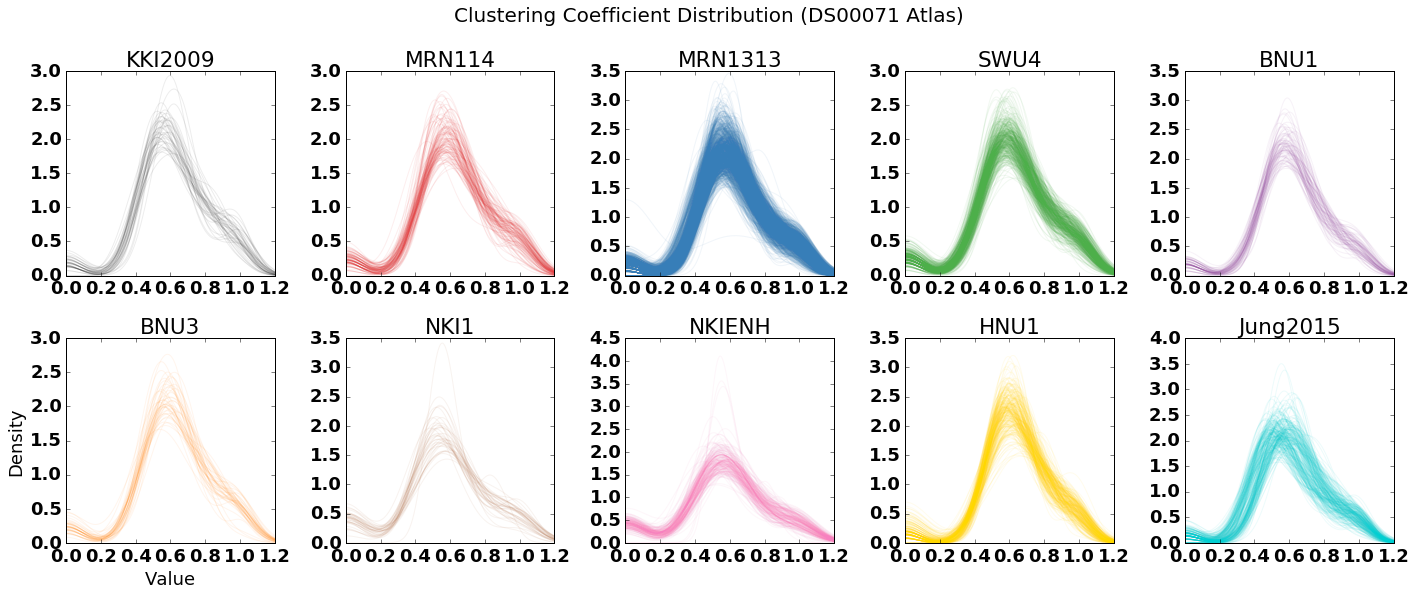 Clustering Coefficient Distribution (DS00071 Atlas)
KKI2009 MRN114 MRN1313 SWU4 BNU1
3.0 3.0 3.5 3.0 3.5
2.5 2.5 3.0 2.5 3.0
2.0 2.0 2.5 2.0 2.5
1.5 1.5 2.0 1.5 2.0
1.0 1.0 1.5 1.0 1.5
0.5 0.5 1.0 0.5 1.0
0.0 0.0 0.5 0.0 0.5
0.0 0.0
0.0 0.2 0.4 0.6 0.8 1.0 1.2 0.0 0.2 0.4 0.6 0.8 1.0 1.2 0.0 0.2 0.4 0.6 0.8 1.0 1.2 0.0 0.2 0.4 0.6 0.8 1.0 1.2 0.0 0.2 0.4 0.6 0.8 1.0 1.2
BNU3 NKI1 NKIENH HNU1 Jung2015
3.0 3.5 4.5 3.5 4.0
2.5 3.0 4.0 3.0 3.5
2.0 2.5 3.5 2.5 3.0
1.5 2.0 3.0 2.0 2.5
1.0 1.5 2.5 1.5 2.0
0.5 1.0 2.0 1.0 1.5
0.0 0.5 1.5 0.5 1.0
0.0 1.0 0.0 0.5
0.5 0.0
0.0
0.0 0.2 0.4 0.6 0.8 1.0 1.2 0.0 0.2 0.4 0.6 0.8 1.0 1.2 0.0 0.2 0.4 0.6 0.8 1.0 1.2 0.0 0.2 0.4 0.6 0.8 1.0 1.2 0.0 0.2 0.4 0.6 0.8 1.0 1.2
Density
Value